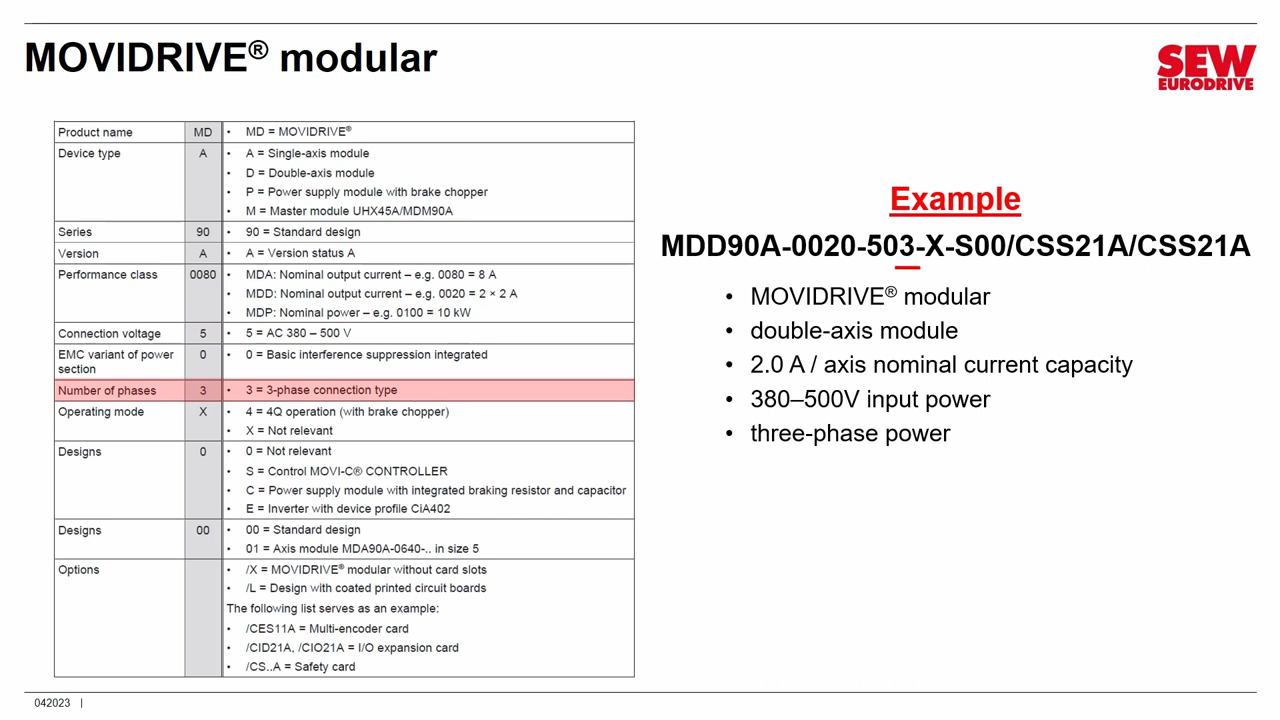 MOVIDRIVE® modular
SEW
EURODRIVE
Product name MD • MD = MOVIDRIVE®
Device type A • A = Single-axis module
• D = Double-axis module
• P = Power supply module with brake chopper
• M = Master module UHX45A/MDM90A
Series 90 • 90 = Standard design
Version A • A = Version status A
Performance class 0080 • MDA: Nominal output current – e.g. 0080 = 8 A
• MDD: Nominal output current – e.g. 0020 = 2 × 2 A
• MDP: Nominal power – e.g. 0100 = 10 kW
Connection voltage 5 • 5 = AC 380 – 500 V
EMC variant of power section 0 • 0 = Basic interference suppression integrated
Number of phases 3 • 3 = 3-phase connection type
Operating mode X • 4 = 4Q operation (with brake chopper)
• X = Not relevant
Designs 0 • 0 = Not relevant
• S = Control MOVI-C® CONTROLLER
• C = Power supply module with integrated braking resistor and capacitor
• E = Inverter with device profile CiA402
Designs 00 • 00 = Standard design
• 01 = Axis module MDA90A-0640-.. in size 5
Options • /X = MOVIDRIVE® modular without card slots
• /L = Design with coated printed circuit boards
The following list serves as an example:
• /CES11A = Multi-encoder card
• /CID21A, /CIO21A = I/O expansion card
• /CS..A = Safety card
Example
MDD90A-0020-503-X-S00/CSS21A/CSS21A
• MOVIDRIVE® modular
• double-axis module
• 2.0 A / axis nominal current capacity
• 380–500V input power
• three-phase power
042023 |